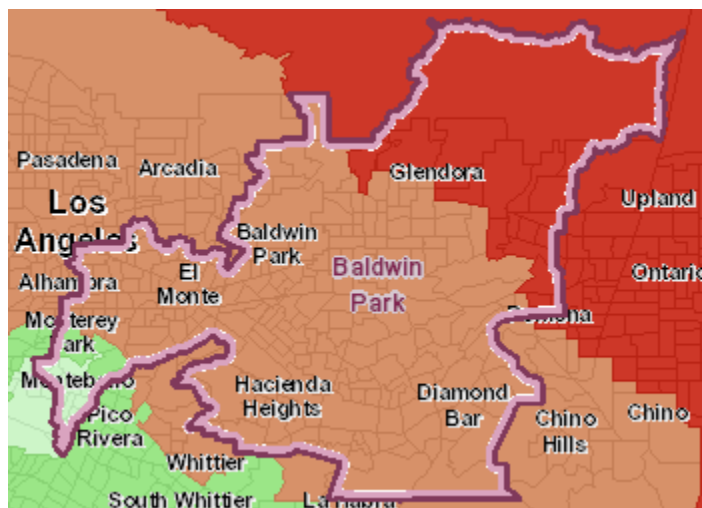 Pasadena
Arcadia
Glendora
Los
Angeles
Upland
Baldwin
Park
Baldwin
Park
El
Monte
Ontario
Alhambra
Monterey
Park
Pomona
Montebello
Hacienda
Heights
Diamond
Bar
Chino
Hills
Chino
Pico
Rivera
Whittier
South Whittier
La Habra